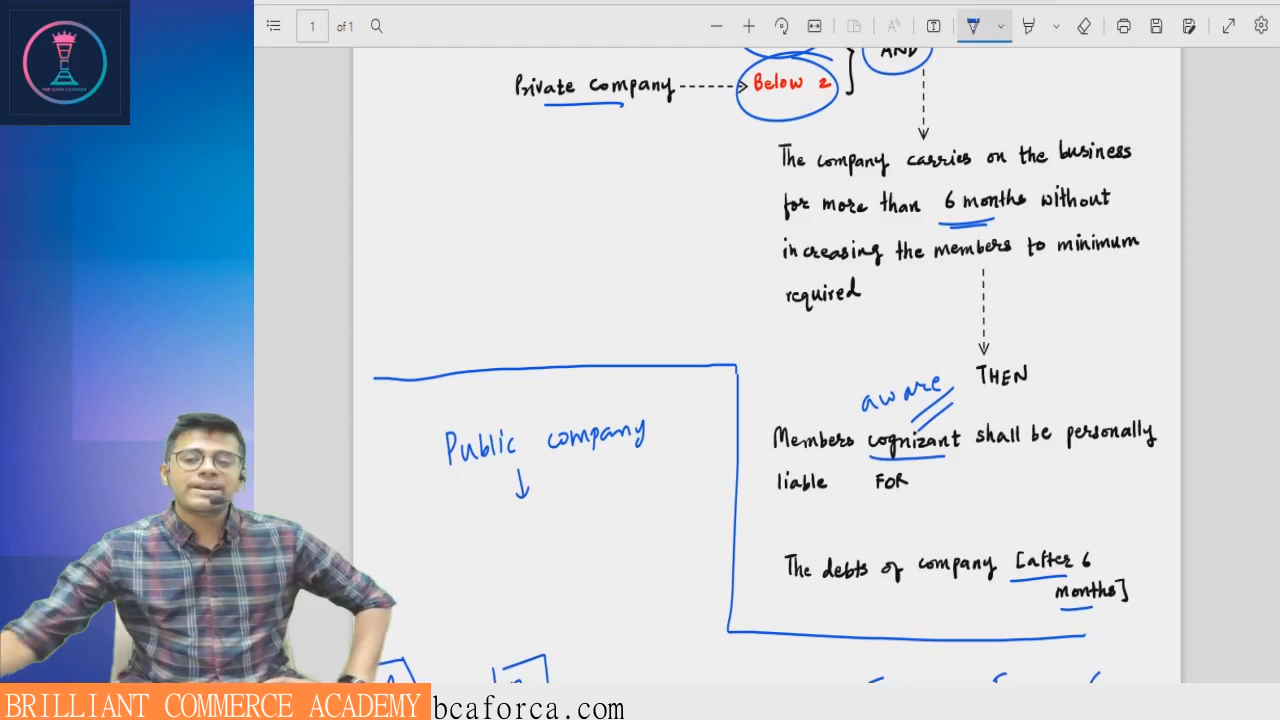 1 of 1
AND
Private company -------> Below 2
The company carries on the business
for more than 6 months without
increasing the members to minimum
required
THEN
aware
Members cognizant shall be personally
liable FOR
Public company
The debts of company [after 6
months]
BRILLIANT COMMERCE ACADEMY bcaforca.com